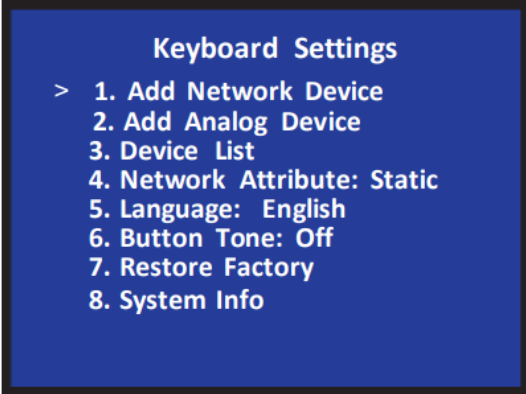 Keyboard Settings
> 1. Add Network Device
2. Add Analog Device
3. Device List
4. Network Attribute: Static
5. Language: English
6. Button Tone: Off
7. Restore Factory
8. System Info